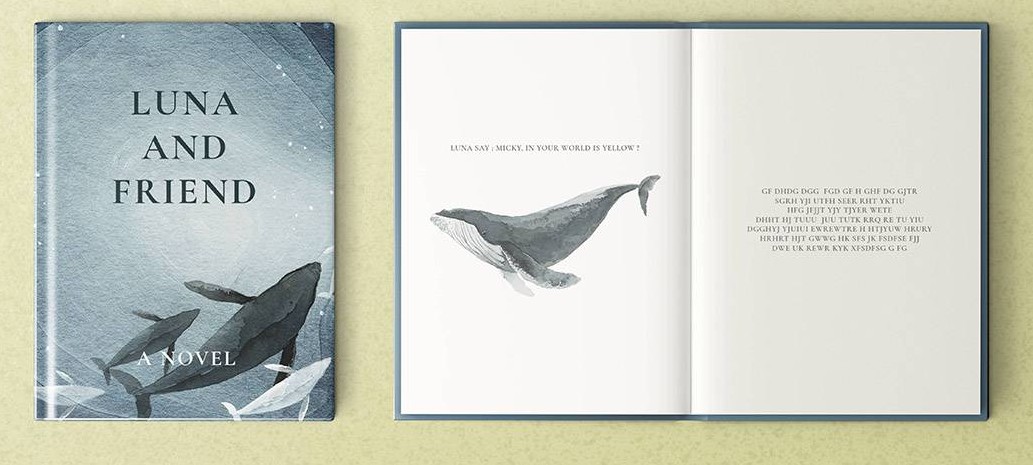 LUNA
AND
FRIEND
A NOVEL
LUNA SAY : MICKY, IN YOUR WORLD IS YELLOW ?
GF DHDG DGG FGD GF H GHF DG GJTR
SGRH YJI UTFH SEER RHT YKTIU
HFG JFJJT YJY TJYER WETE
DHHT HJ TUUU JUU TUTK RRQ RE TU YIU
DGGHYJ YJUIUI EWREWTRE H HTJYUW HRURY
HRHRT HJT GWWG HK SFS JK FSDFSE FJJ
DWE UK REWR KYK XFSDFSG G FG